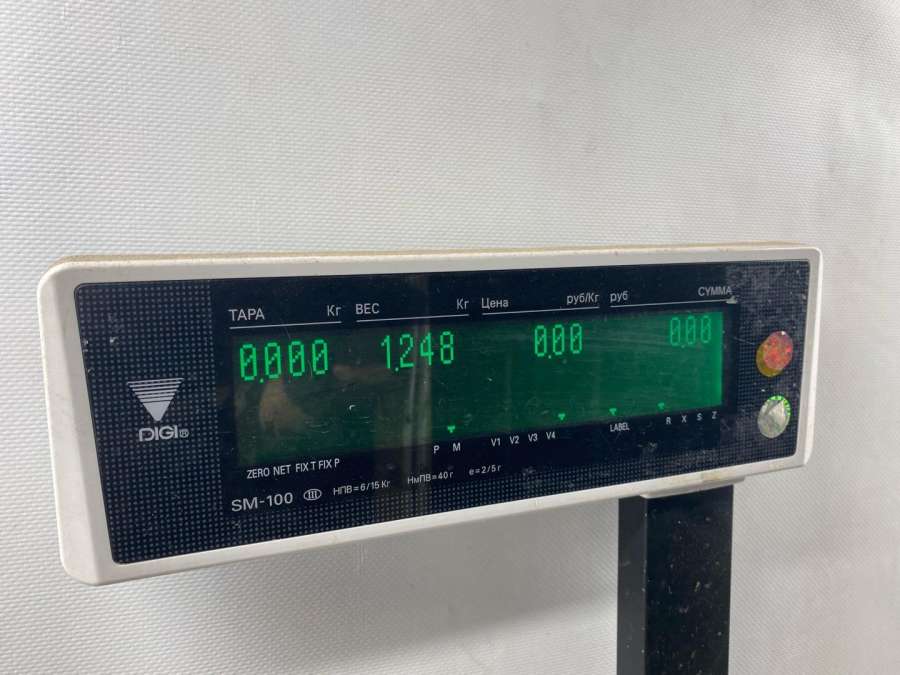 ТАРА Кг ВЕС Кг Цена руб/Кг руб СУММА
0.000 1.248 0.00 0.00
DIGI®
P M V1 V2 V3 V4 LABEL R X S Z
ZERO NET FIX T FIX P
SM-100 III НПВ=6/15 Кг НмПВ=40 г е=2/5 г